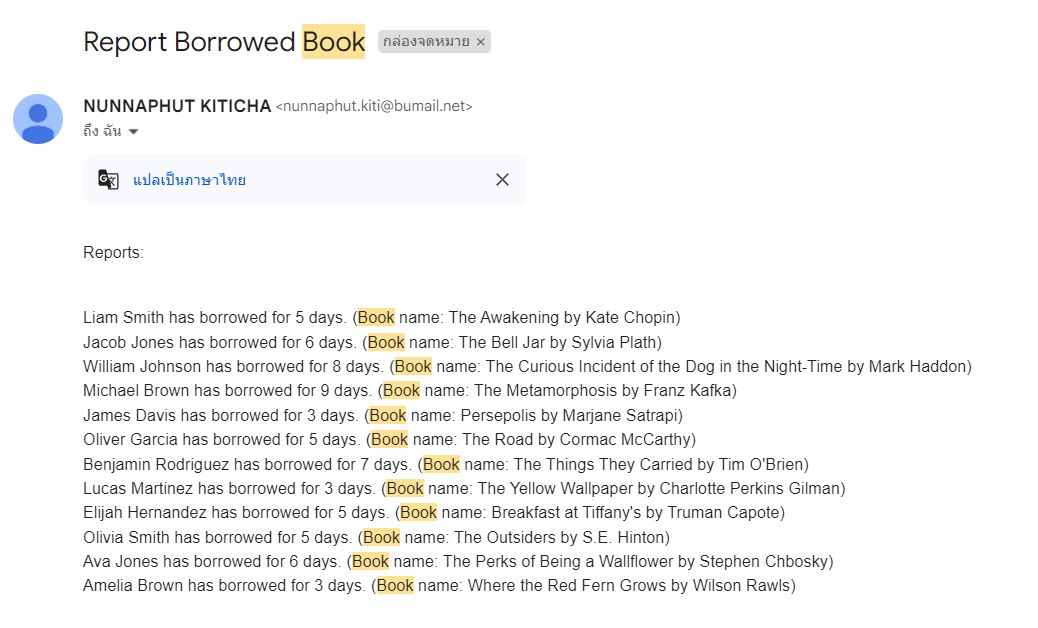 Report Borrowed Book กล่องจดหมาย ×
NUNNAPHUT KITICHA <nunnaphut.kiti@bumail.net>
ถึง ฉัน
แปลเป็นภาษาไทย
Reports:
Liam Smith has borrowed for 5 days. (Book name: The Awakening by Kate Chopin)
Jacob Jones has borrowed for 6 days. (Book name: The Bell Jar by Sylvia Plath)
William Johnson has borrowed for 8 days. (Book name: The Curious Incident of the Dog in the Night-Time by Mark Haddon)
Michael Brown has borrowed for 9 days. (Book name: The Metamorphosis by Franz Kafka)
James Davis has borrowed for 3 days. (Book name: Persepolis by Marjane Satrapi)
Oliver Garcia has borrowed for 5 days. (Book name: The Road by Cormac McCarthy)
Benjamin Rodriguez has borrowed for 7 days. (Book name: The Things They Carried by Tim O'Brien)
Lucas Martinez has borrowed for 3 days. (Book name: The Yellow Wallpaper by Charlotte Perkins Gilman)
Elijah Hernandez has borrowed for 5 days. (Book name: Breakfast at Tiffany's by Truman Capote)
Olivia Smith has borrowed for 5 days. (Book name: The Outsiders by S.E. Hinton)
Ava Jones has borrowed for 6 days. (Book name: The Perks of Being a Wallflower by Stephen Chbosky)
Amelia Brown has borrowed for 3 days. (Book name: Where the Red Fern Grows by Wilson Rawls)